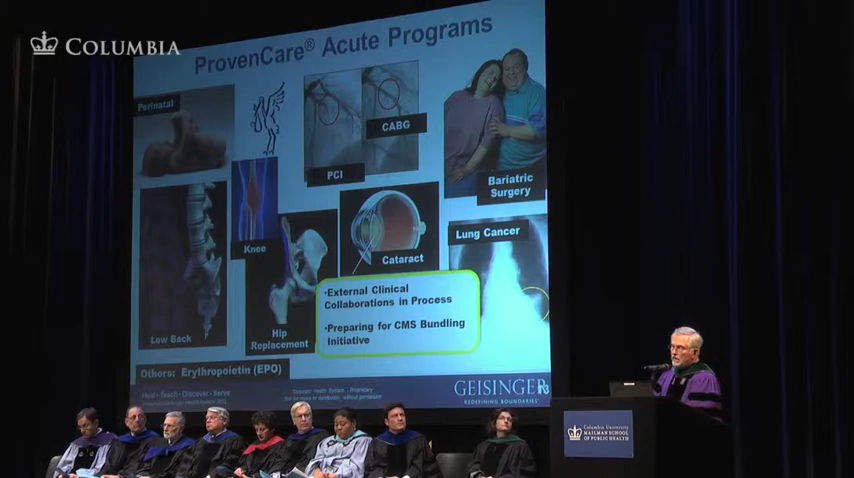 COLUMBIA
ProvenCare® Acute Programs
Perinatal
PCI
CABG
Bariatric
Surgery
Knee
Cataract
Lung Cancer
Low Back
Hip
Replacement
•External Clinical
Collaborations in Process
•Preparing for CMS Bundling
Initiative
Others: Erythropoietin (EPO)
Heal • Teach • Discover • Serve
GEISINGER
REDEFINING BOUNDARIES
Columbia University
MAILMAN SCHOOL
OF PUBLIC HEALTH